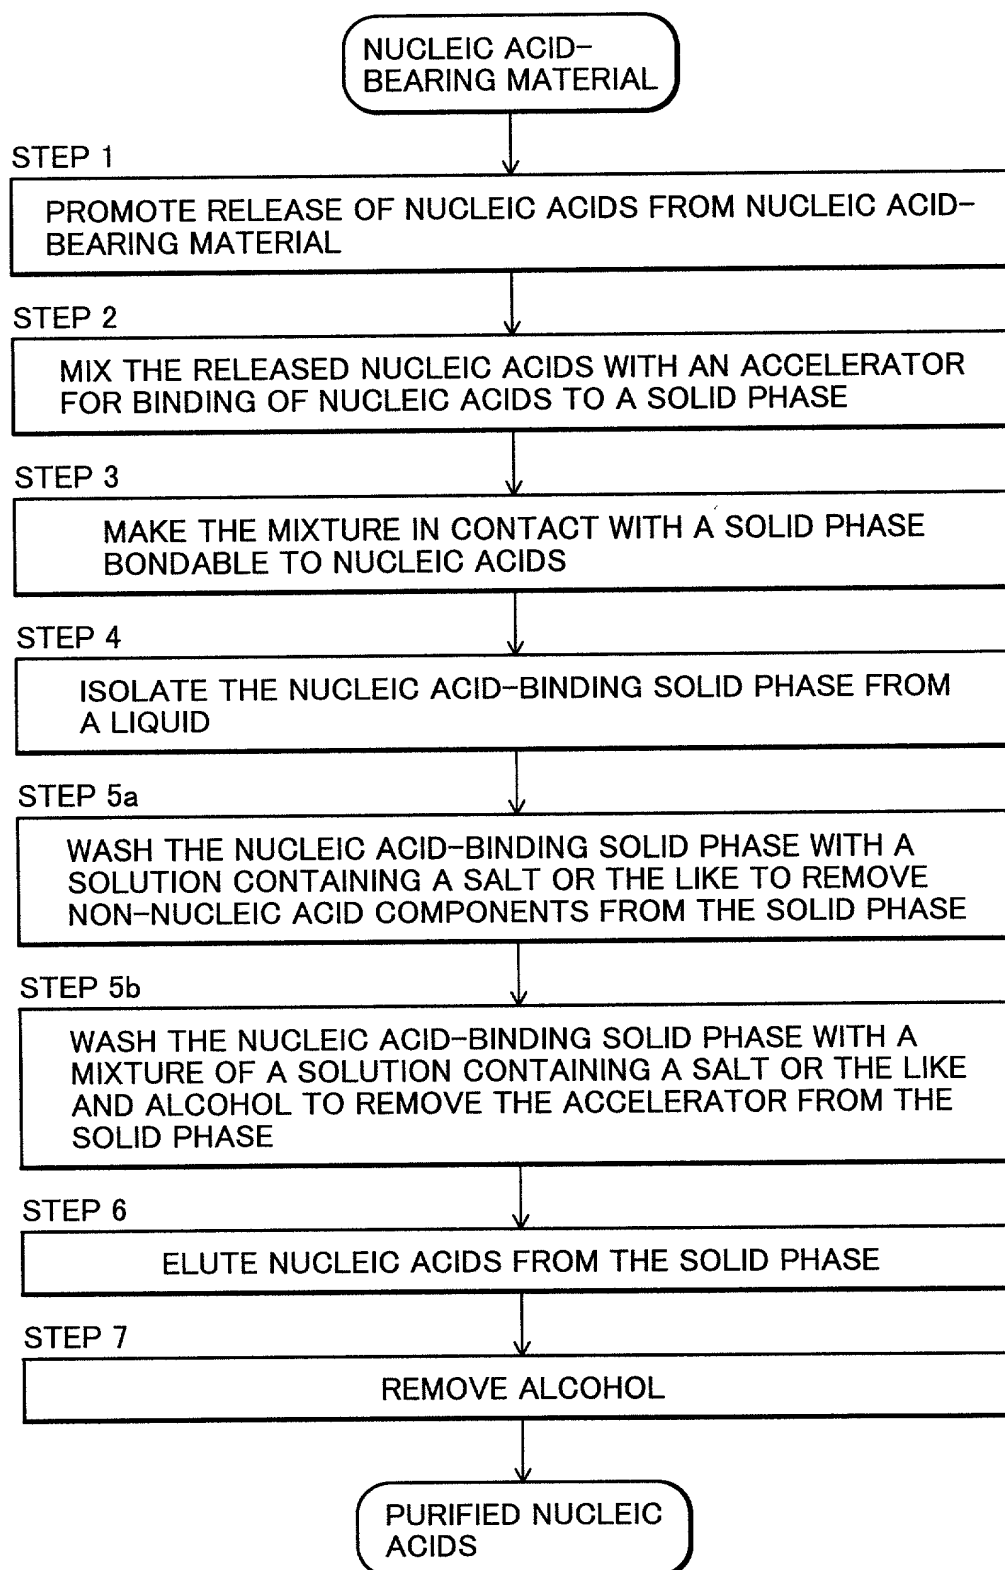 NUCLEIC ACID-
BEARING MATERIAL
STEP 1
PROMOTE RELEASE OF NUCLEIC ACIDS FROM NUCLEIC ACID-
BEARING MATERIAL
STEP 2
MIX THE RELEASED NUCLEIC ACIDS WITH AN ACCELERATOR
FOR BINDING OF NUCLEIC ACIDS TO A SOLID PHASE
STEP 3
MAKE THE MIXTURE IN CONTACT WITH A SOLID PHASE
BONDABLE TO NUCLEIC ACIDS
STEP 4
ISOLATE THE NUCLEIC ACID-BINDING SOLID PHASE FROM
A LIQUID
STEP 5a
WASH THE NUCLEIC ACID-BINDING SOLID PHASE WITH A
SOLUTION CONTAINING A SALT OR THE LIKE TO REMOVE
NON-NUCLEIC ACID COMPONENTS FROM THE SOLID PHASE
STEP 5b
WASH THE NUCLEIC ACID-BINDING SOLID PHASE WITH A
MIXTURE OF A SOLUTION CONTAINING A SALT OR THE LIKE
AND ALCOHOL TO REMOVE THE ACCELERATOR FROM THE
SOLID PHASE
STEP 6
ELUTE NUCLEIC ACIDS FROM THE SOLID PHASE
STEP 7
REMOVE ALCOHOL
PURIFIED NUCLEIC
ACIDS